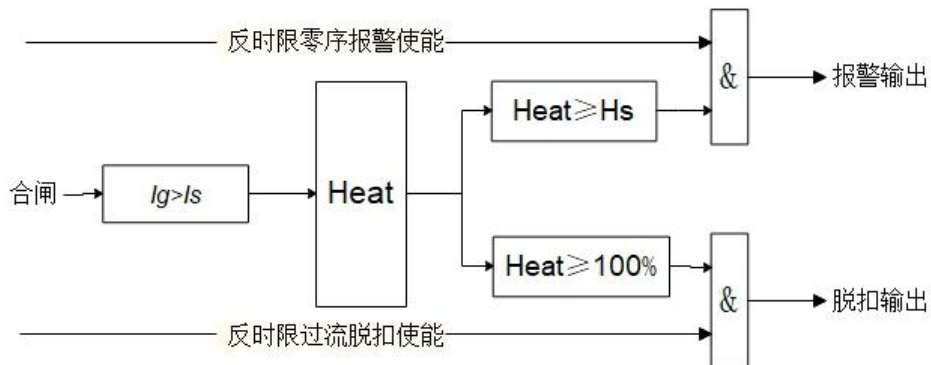 反时限零序报警使能
&
报警输出
Heat≥Hs
合闸
Ig>Is
Heat
Heat≥100%
&
脱扣输出
反时限过流脱扣使能